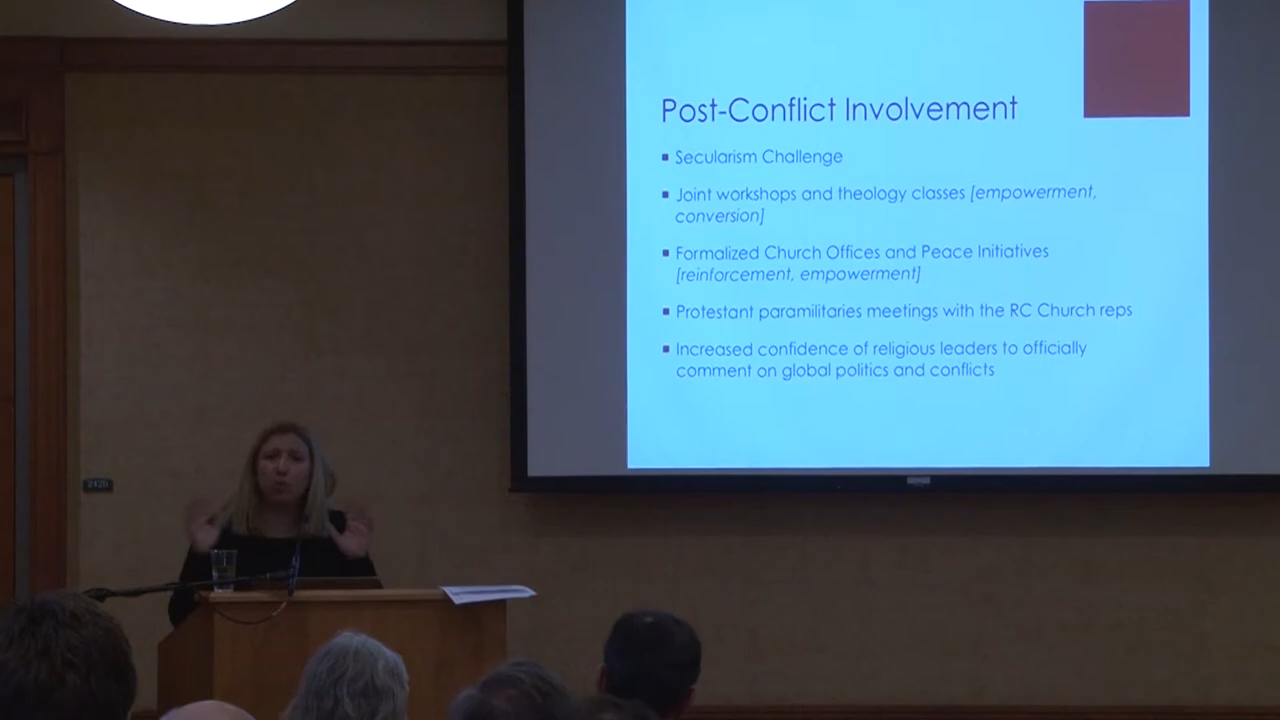 Post-Conflict Involvement
▪ Secularism Challenge
▪ Joint workshops and theology classes [empowerment,
conversion]
▪ Formalized Church Offices and Peace Initiatives
[reinforcement, empowerment]
▪ Protestant paramilitaries meetings with the RC Church reps
▪ Increased confidence of religious leaders to officially
comment on global politics and conflicts